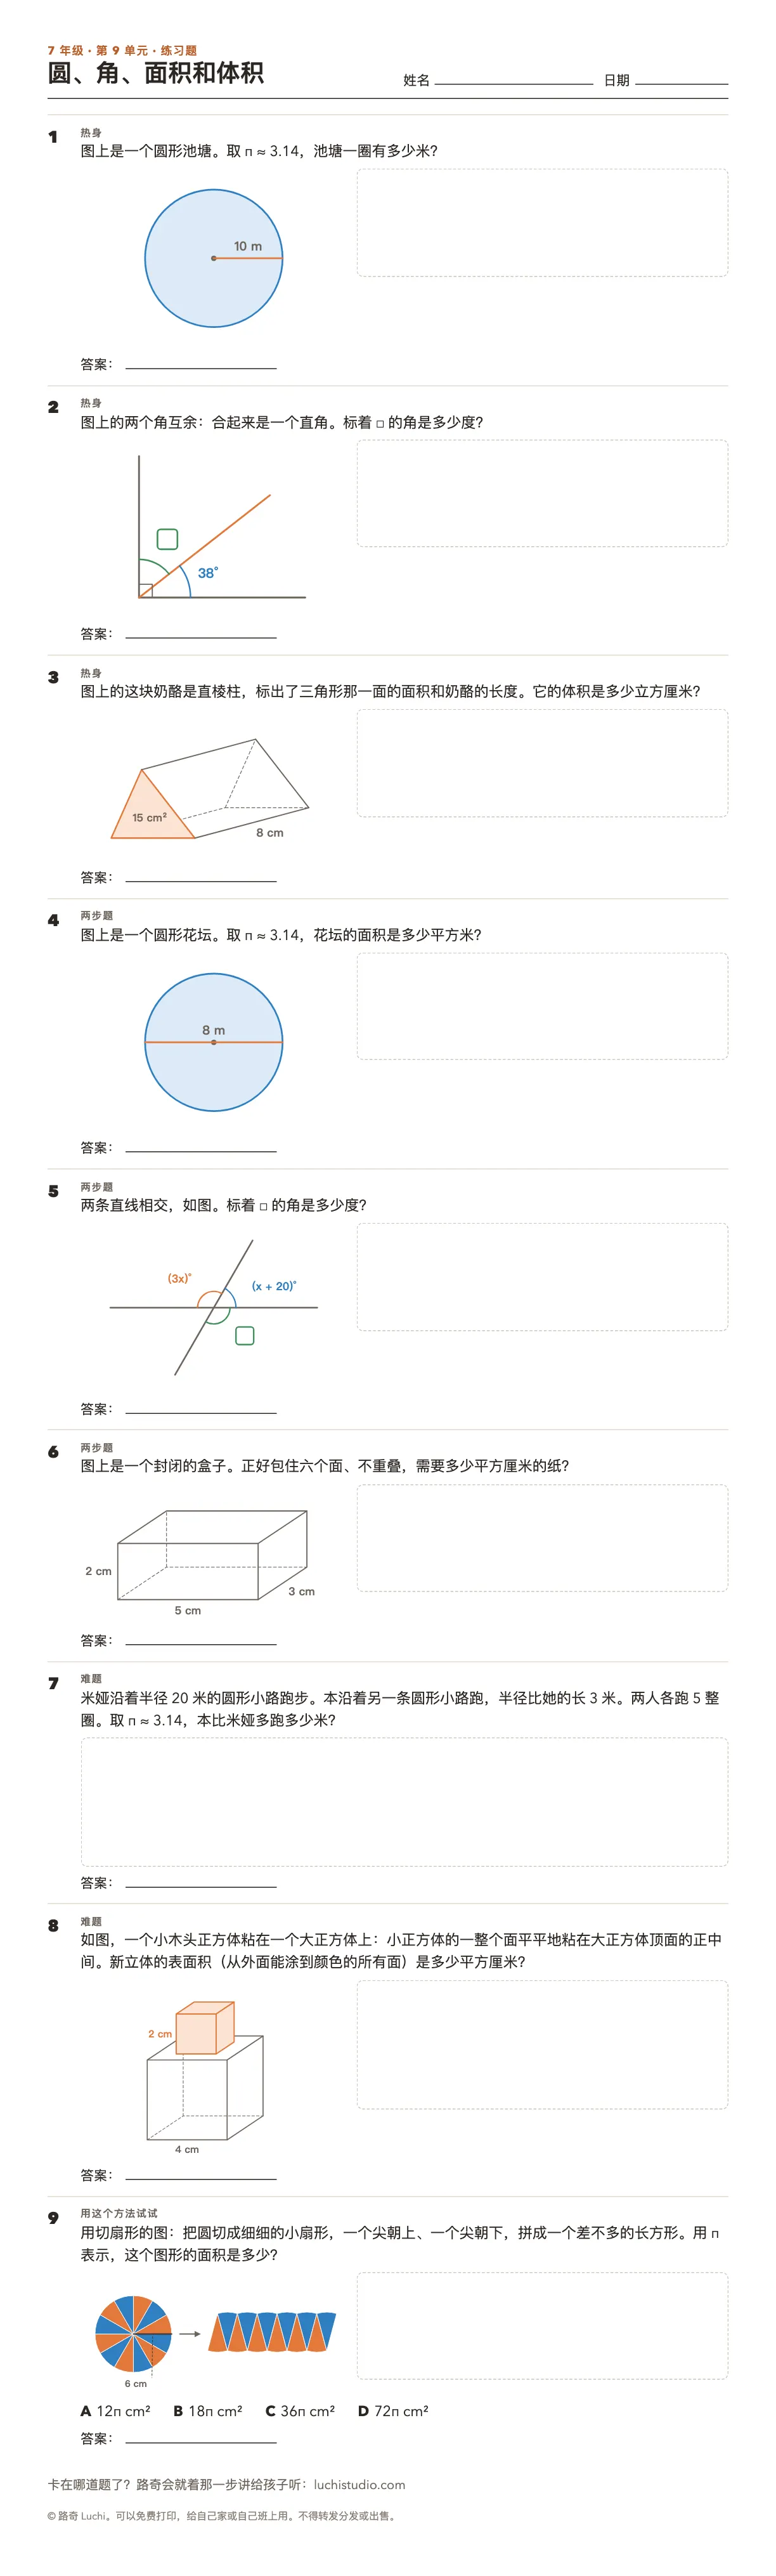 7 年级 · 第 9 单元 · 练习题
圆、角、面积和体积
姓名 日期
1
热身
图上是一个圆形池塘。取 π ≈ 3.14，池塘一圈有多少米？
10 m
答案：
2
热身
图上的两个角互余：合起来是一个直角。标着 □ 的角是多少度？
38°
答案：
3
热身
图上的这块奶酪是直棱柱，标出了三角形那一面的面积和奶酪的长度。它的体积是多少立方厘米？
15 cm²
8 cm
答案：
4
两步题
图上是一个圆形花坛。取 π ≈ 3.14，花坛的面积是多少平方米？
8 m
答案：
5
两步题
两条直线相交，如图。标着 □ 的角是多少度？
(3x)°
(x + 20)°
答案：
6
两步题
图上是一个封闭的盒子。正好包住六个面、不重叠，需要多少平方厘米的纸？
2 cm
3 cm
5 cm
答案：
7
难题
米娅沿着半径 20 米的圆形小路跑步。本沿着另一条圆形小路跑，半径比她的长 3 米。两人各跑 5 整
圈。取 π ≈ 3.14，本比米娅多跑多少米？
答案：
8
难题
如图，一个小木头正方体粘在一个大正方体上：小正方体的一整个面平平地粘在大正方体顶面的正中
间。新立体的表面积（从外面能涂到颜色的所有面）是多少平方厘米？
2 cm
4 cm
答案：
9
用这个方法试试
用切扇形的图：把圆切成细细的小扇形，一个尖朝上、一个尖朝下，拼成一个差不多的长方形。用 π
表示，这个图形的面积是多少？
6 cm
A 12π cm² B 18π cm² C 36π cm² D 72π cm²
答案：
卡在哪道题了？路奇会就着那一步讲给孩子听：luchistudio.com
© 路奇 Luchi。可以免费打印，给自己家或自己班上用。不得转发分发或出售。